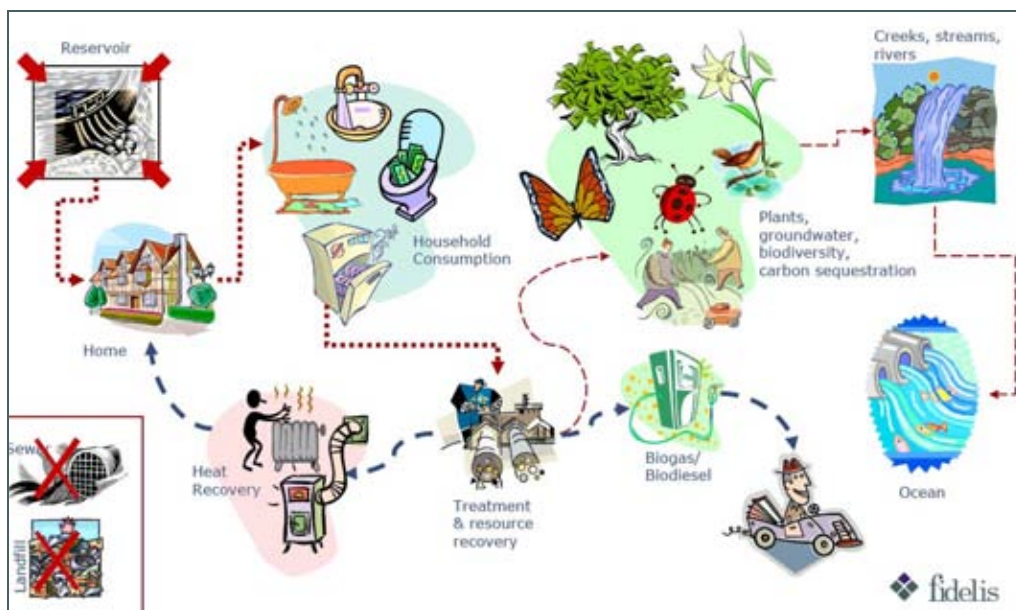 Reservoir
Creeks, streams,
rivers
Household
Consumption
Plants,
groundwater,
biodiversity,
carbon sequestration
Home
Sewer
Heat
Recovery
Biogas/
Biodiesel
Treatment
& resource
recovery
Ocean
Landfill
fidelis